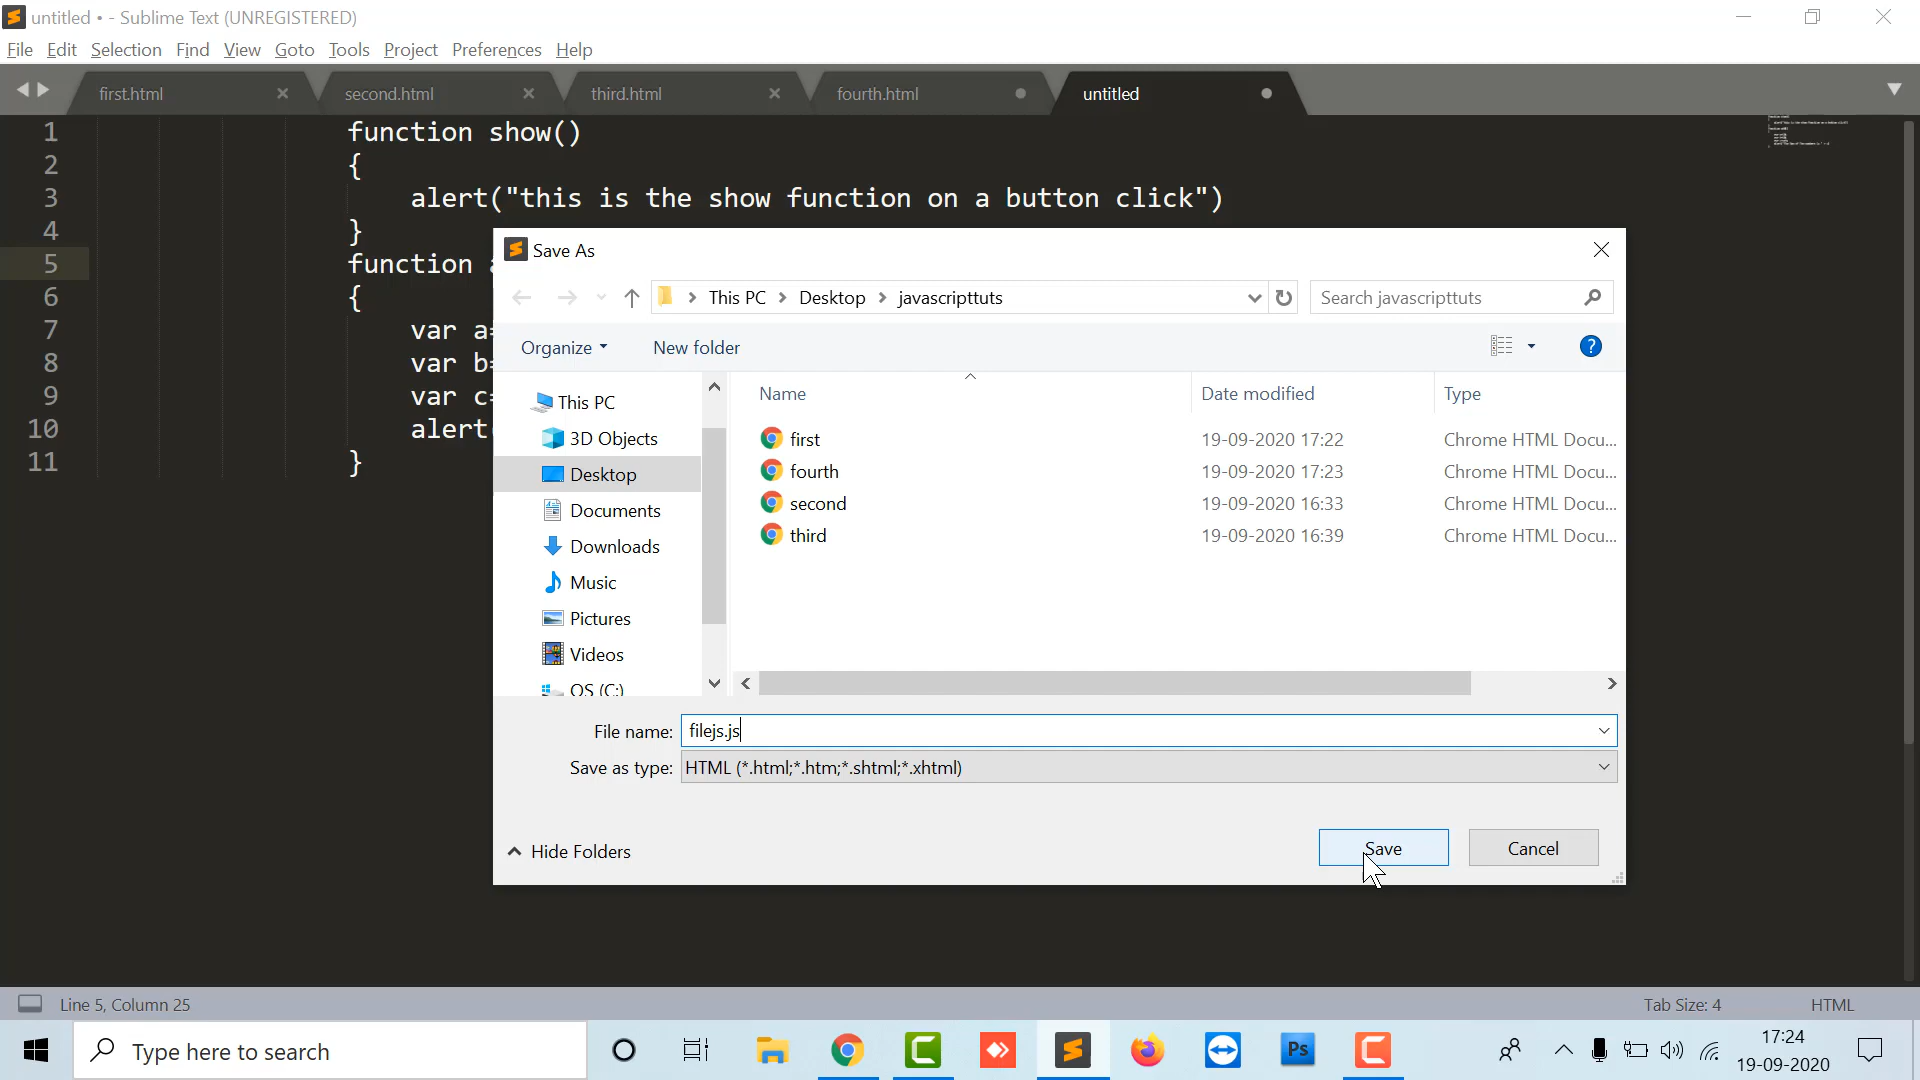 untitled • - Sublime Text (UNREGISTERED)
File Edit Selection Find View Goto Tools Project Preferences Help
first.html second.html third.html fourth.html untitled
1 function show()
2 {
3 alert("this is the show function on a button click")
4 }
5 function
6 {
7 var a=
8 var b=
9 var c=
10 alert(
11 }
Save As
This PC > Desktop > javascripttuts
Search javascripttuts
Organize New folder
Name Date modified Type
This PC
3D Objects
Desktop
Documents
Downloads
Music
Pictures
Videos
OS (C:)
first 19-09-2020 17:22 Chrome HTML Docu...
fourth 19-09-2020 17:23 Chrome HTML Docu...
second 19-09-2020 16:33 Chrome HTML Docu...
third 19-09-2020 16:39 Chrome HTML Docu...
File name: filejs.js
Save as type: HTML (*.html;*.htm;*.shtml;*.xhtml)
Hide Folders
Save Cancel
Line 5, Column 25
Tab Size: 4 HTML
Type here to search
Ps
17:24
19-09-2020